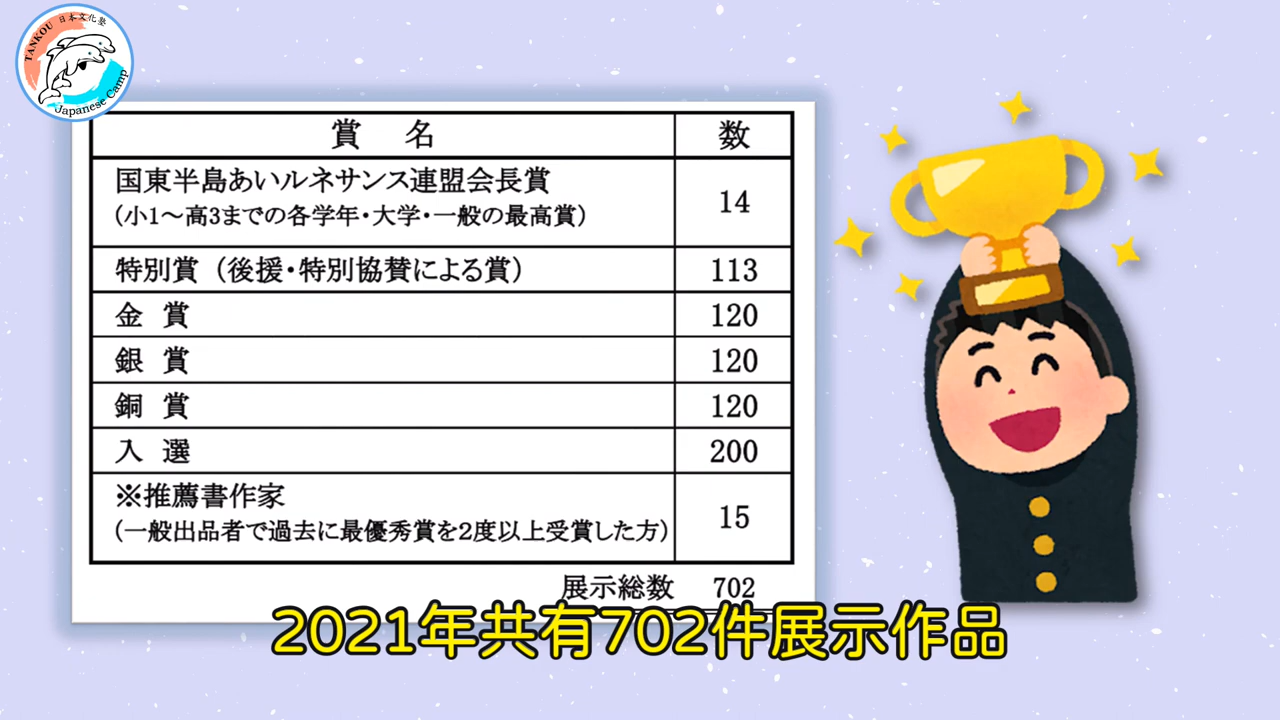 TANKOU 日本文化塾
Japanese Camp
賞 名 数
国東半島あいルネサンス連盟会長賞
(小1～高3までの各学年・大学・一般の最高賞) 14
特別賞（後援・特別協賛による賞） 113
金 賞 120
銀 賞 120
銅 賞 120
入 選 200
※推薦書作家
(一般出品者で過去に最優秀賞を2度以上受賞した方) 15
展示総数 702
2021年共有702件展示作品